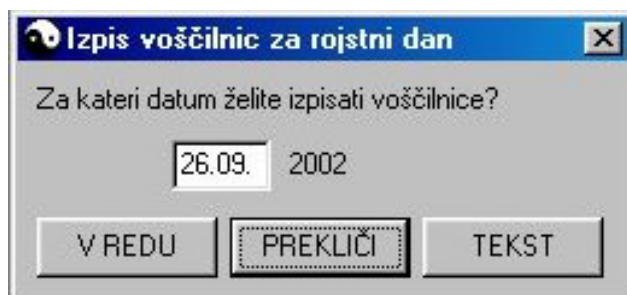 Izpis voščilnic za rojstni dan
Za kateri datum želite izpisati voščilnice?
26.09. 2002
V REDU PREKLIČI TEKST